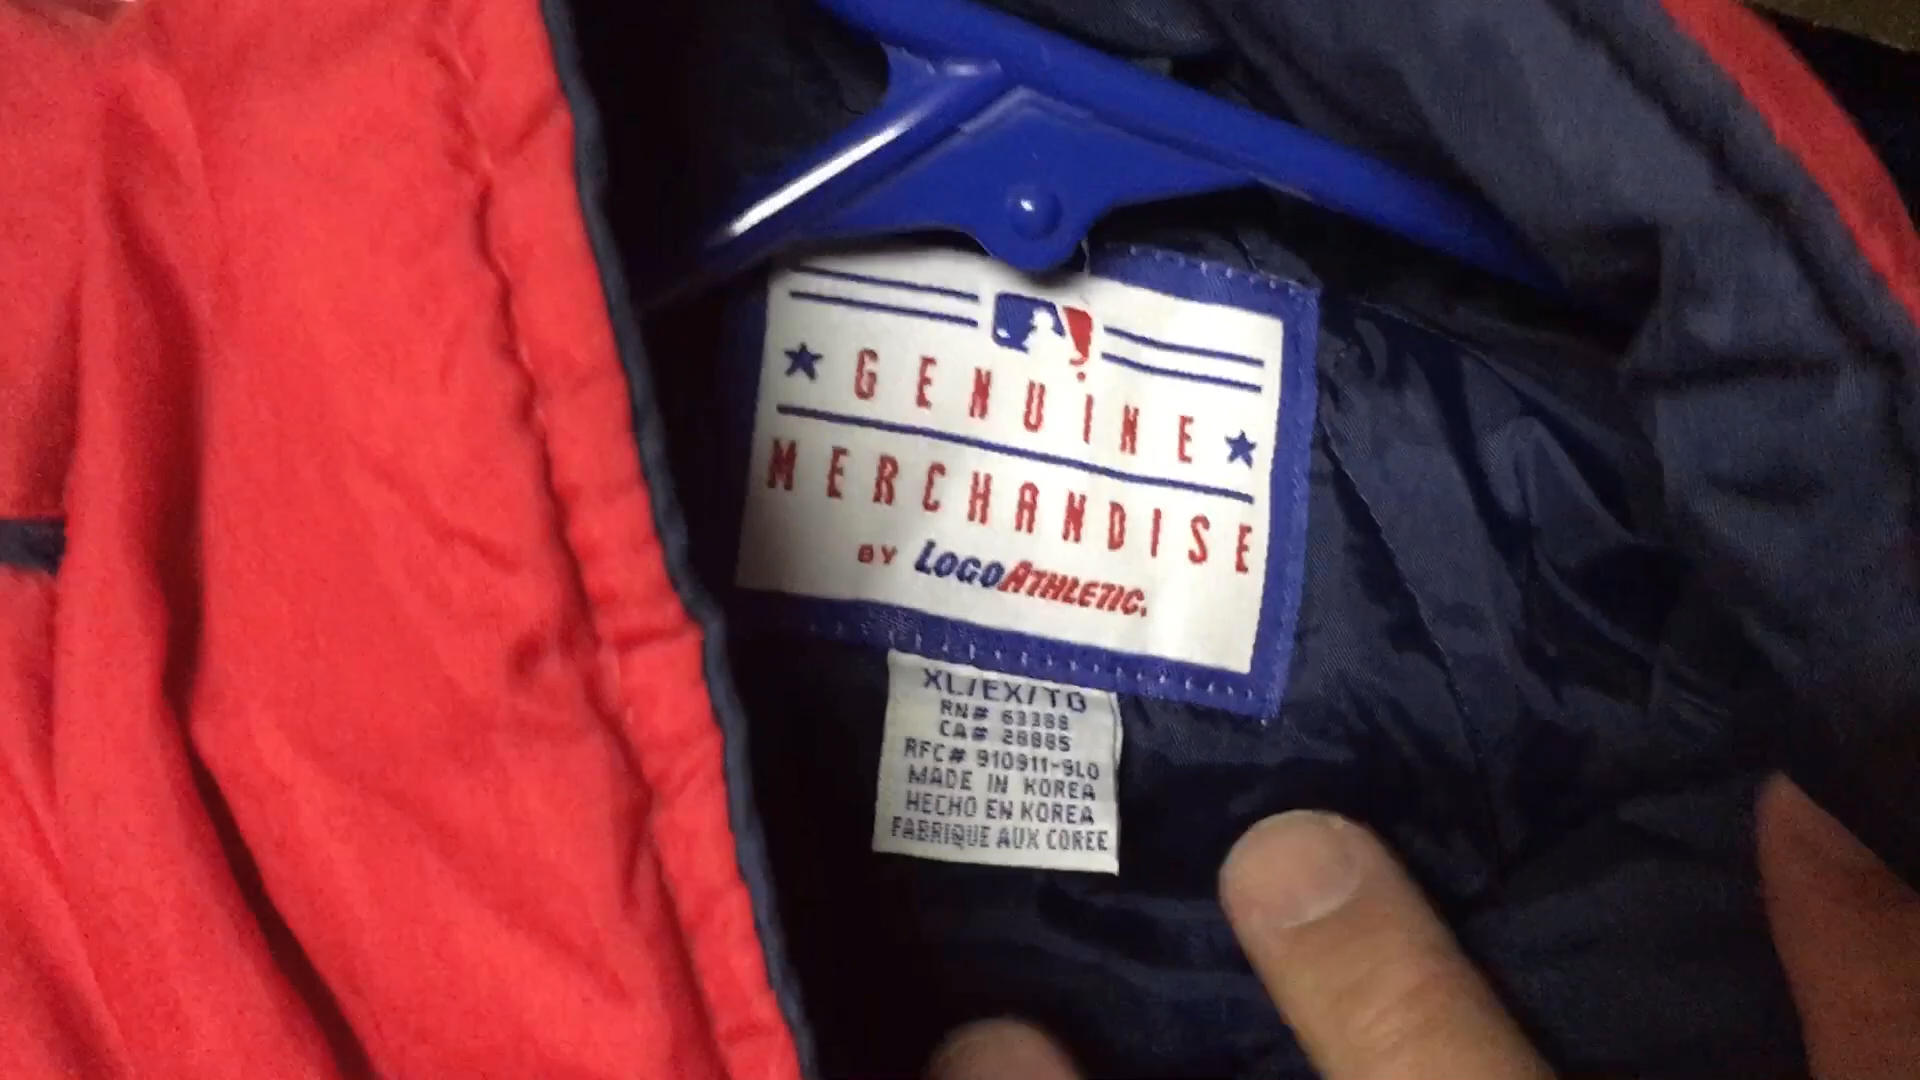 GENUINE
MERCHANDISE
BY LOGOATHLETIC.
XL/EX/TG
RN# 63388
CA# 28885
RFC# 910911-9L0
MADE IN KOREA
HECHO EN KOREA
FABRIQUE AUX COREE